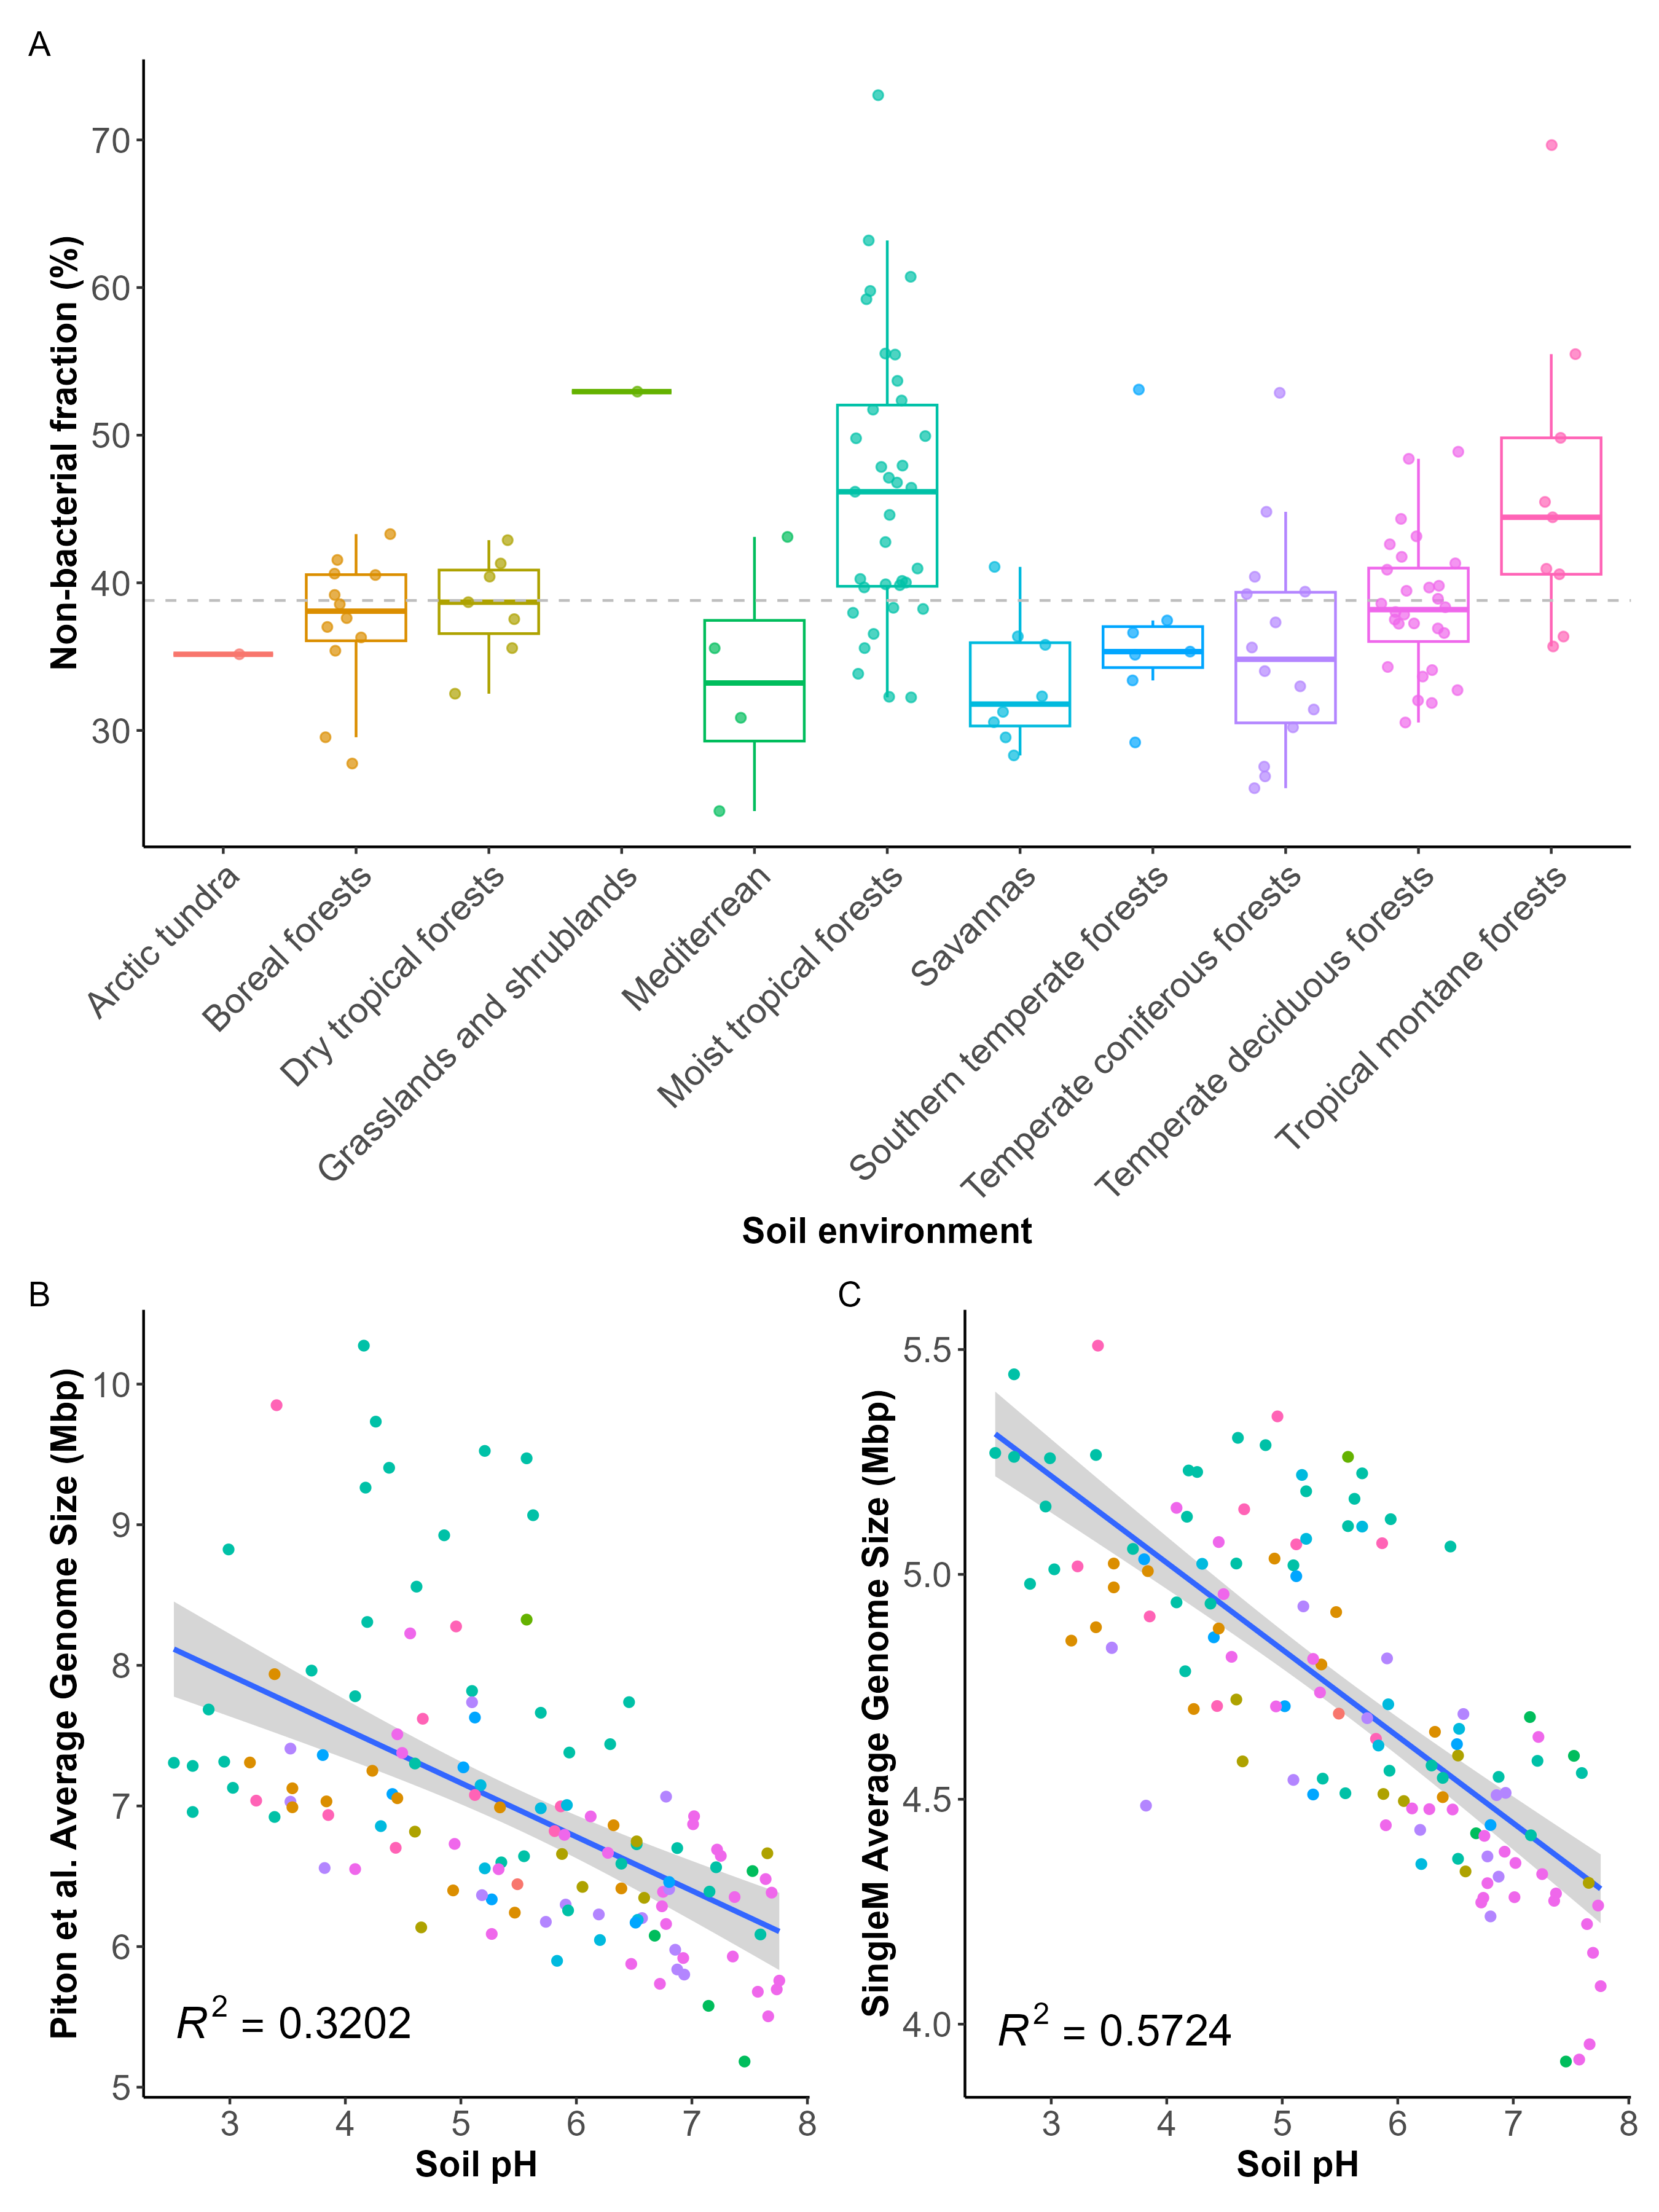 A
Non-bacterial fraction (%)
70
60
50
40
30
Arctic tundra
Boreal forests
Dry tropical forests
Grasslands and shrublands
Mediterrean
Moist tropical forests
Savannas
Southern temperate forests
Temperate coniferous forests
Temperate deciduous forests
Tropical montane forests
Soil environment
B
Piton et al. Average Genome Size (Mbp)
10
9
8
7
6
5
R² = 0.3202
3 4 5 6 7 8
Soil pH
C
SingleM Average Genome Size (Mbp)
5.5
5.0
4.5
4.0
R² = 0.5724
3 4 5 6 7 8
Soil pH